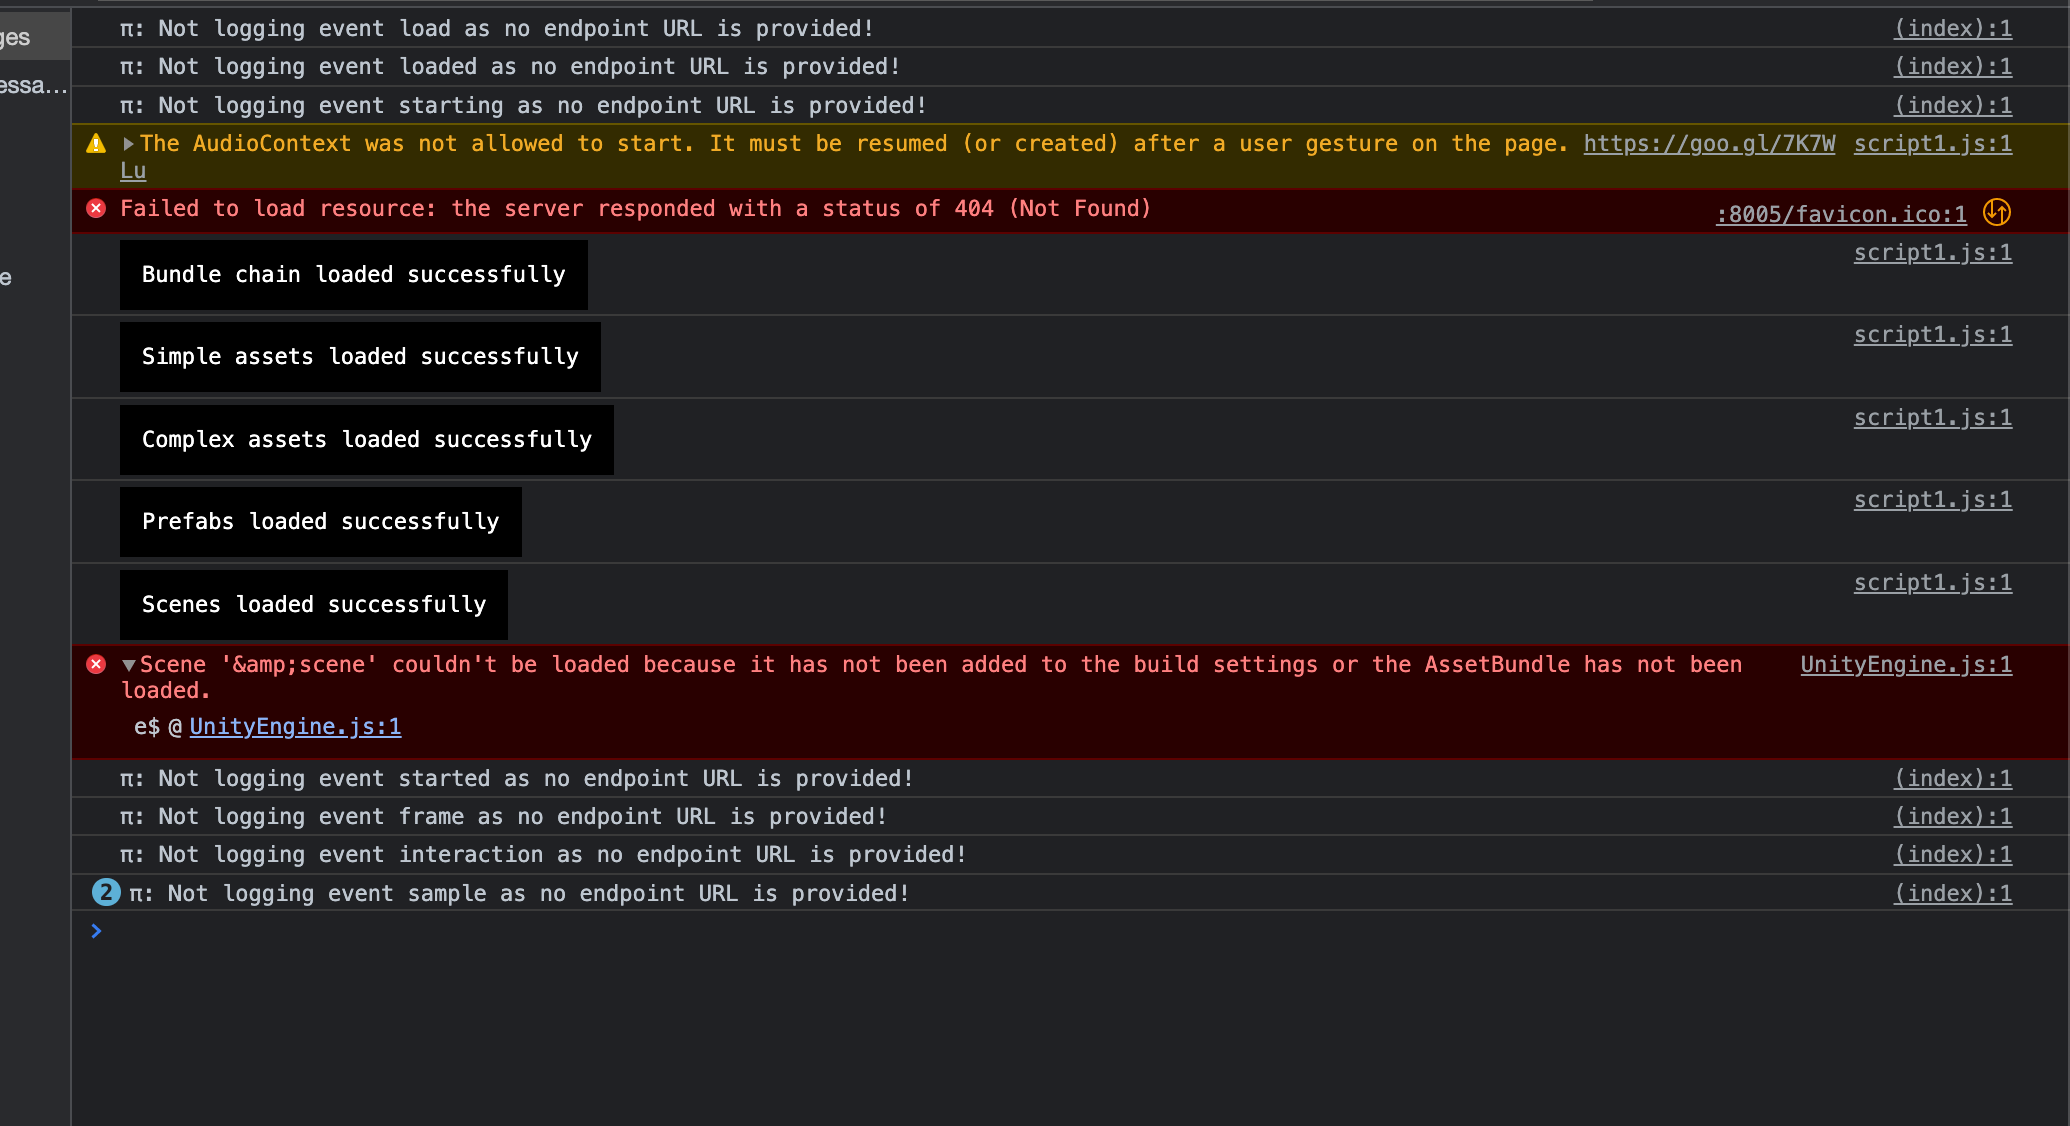 ges
essa...
e
π: Not logging event load as no endpoint URL is provided! (index):1
π: Not logging event loaded as no endpoint URL is provided! (index):1
π: Not logging event starting as no endpoint URL is provided! (index):1
The AudioContext was not allowed to start. It must be resumed (or created) after a user gesture on the page. https://goo.gl/7K7W script1.js:1
Lu
Failed to load resource: the server responded with a status of 404 (Not Found) :8005/favicon.ico:1
Bundle chain loaded successfully script1.js:1
Simple assets loaded successfully script1.js:1
Complex assets loaded successfully script1.js:1
Prefabs loaded successfully script1.js:1
Scenes loaded successfully script1.js:1
Scene '&amp;scene' couldn't be loaded because it has not been added to the build settings or the AssetBundle has not been UnityEngine.js:1
loaded.
e$ @ UnityEngine.js:1
π: Not logging event started as no endpoint URL is provided! (index):1
π: Not logging event frame as no endpoint URL is provided! (index):1
π: Not logging event interaction as no endpoint URL is provided! (index):1
2 π: Not logging event sample as no endpoint URL is provided! (index):1